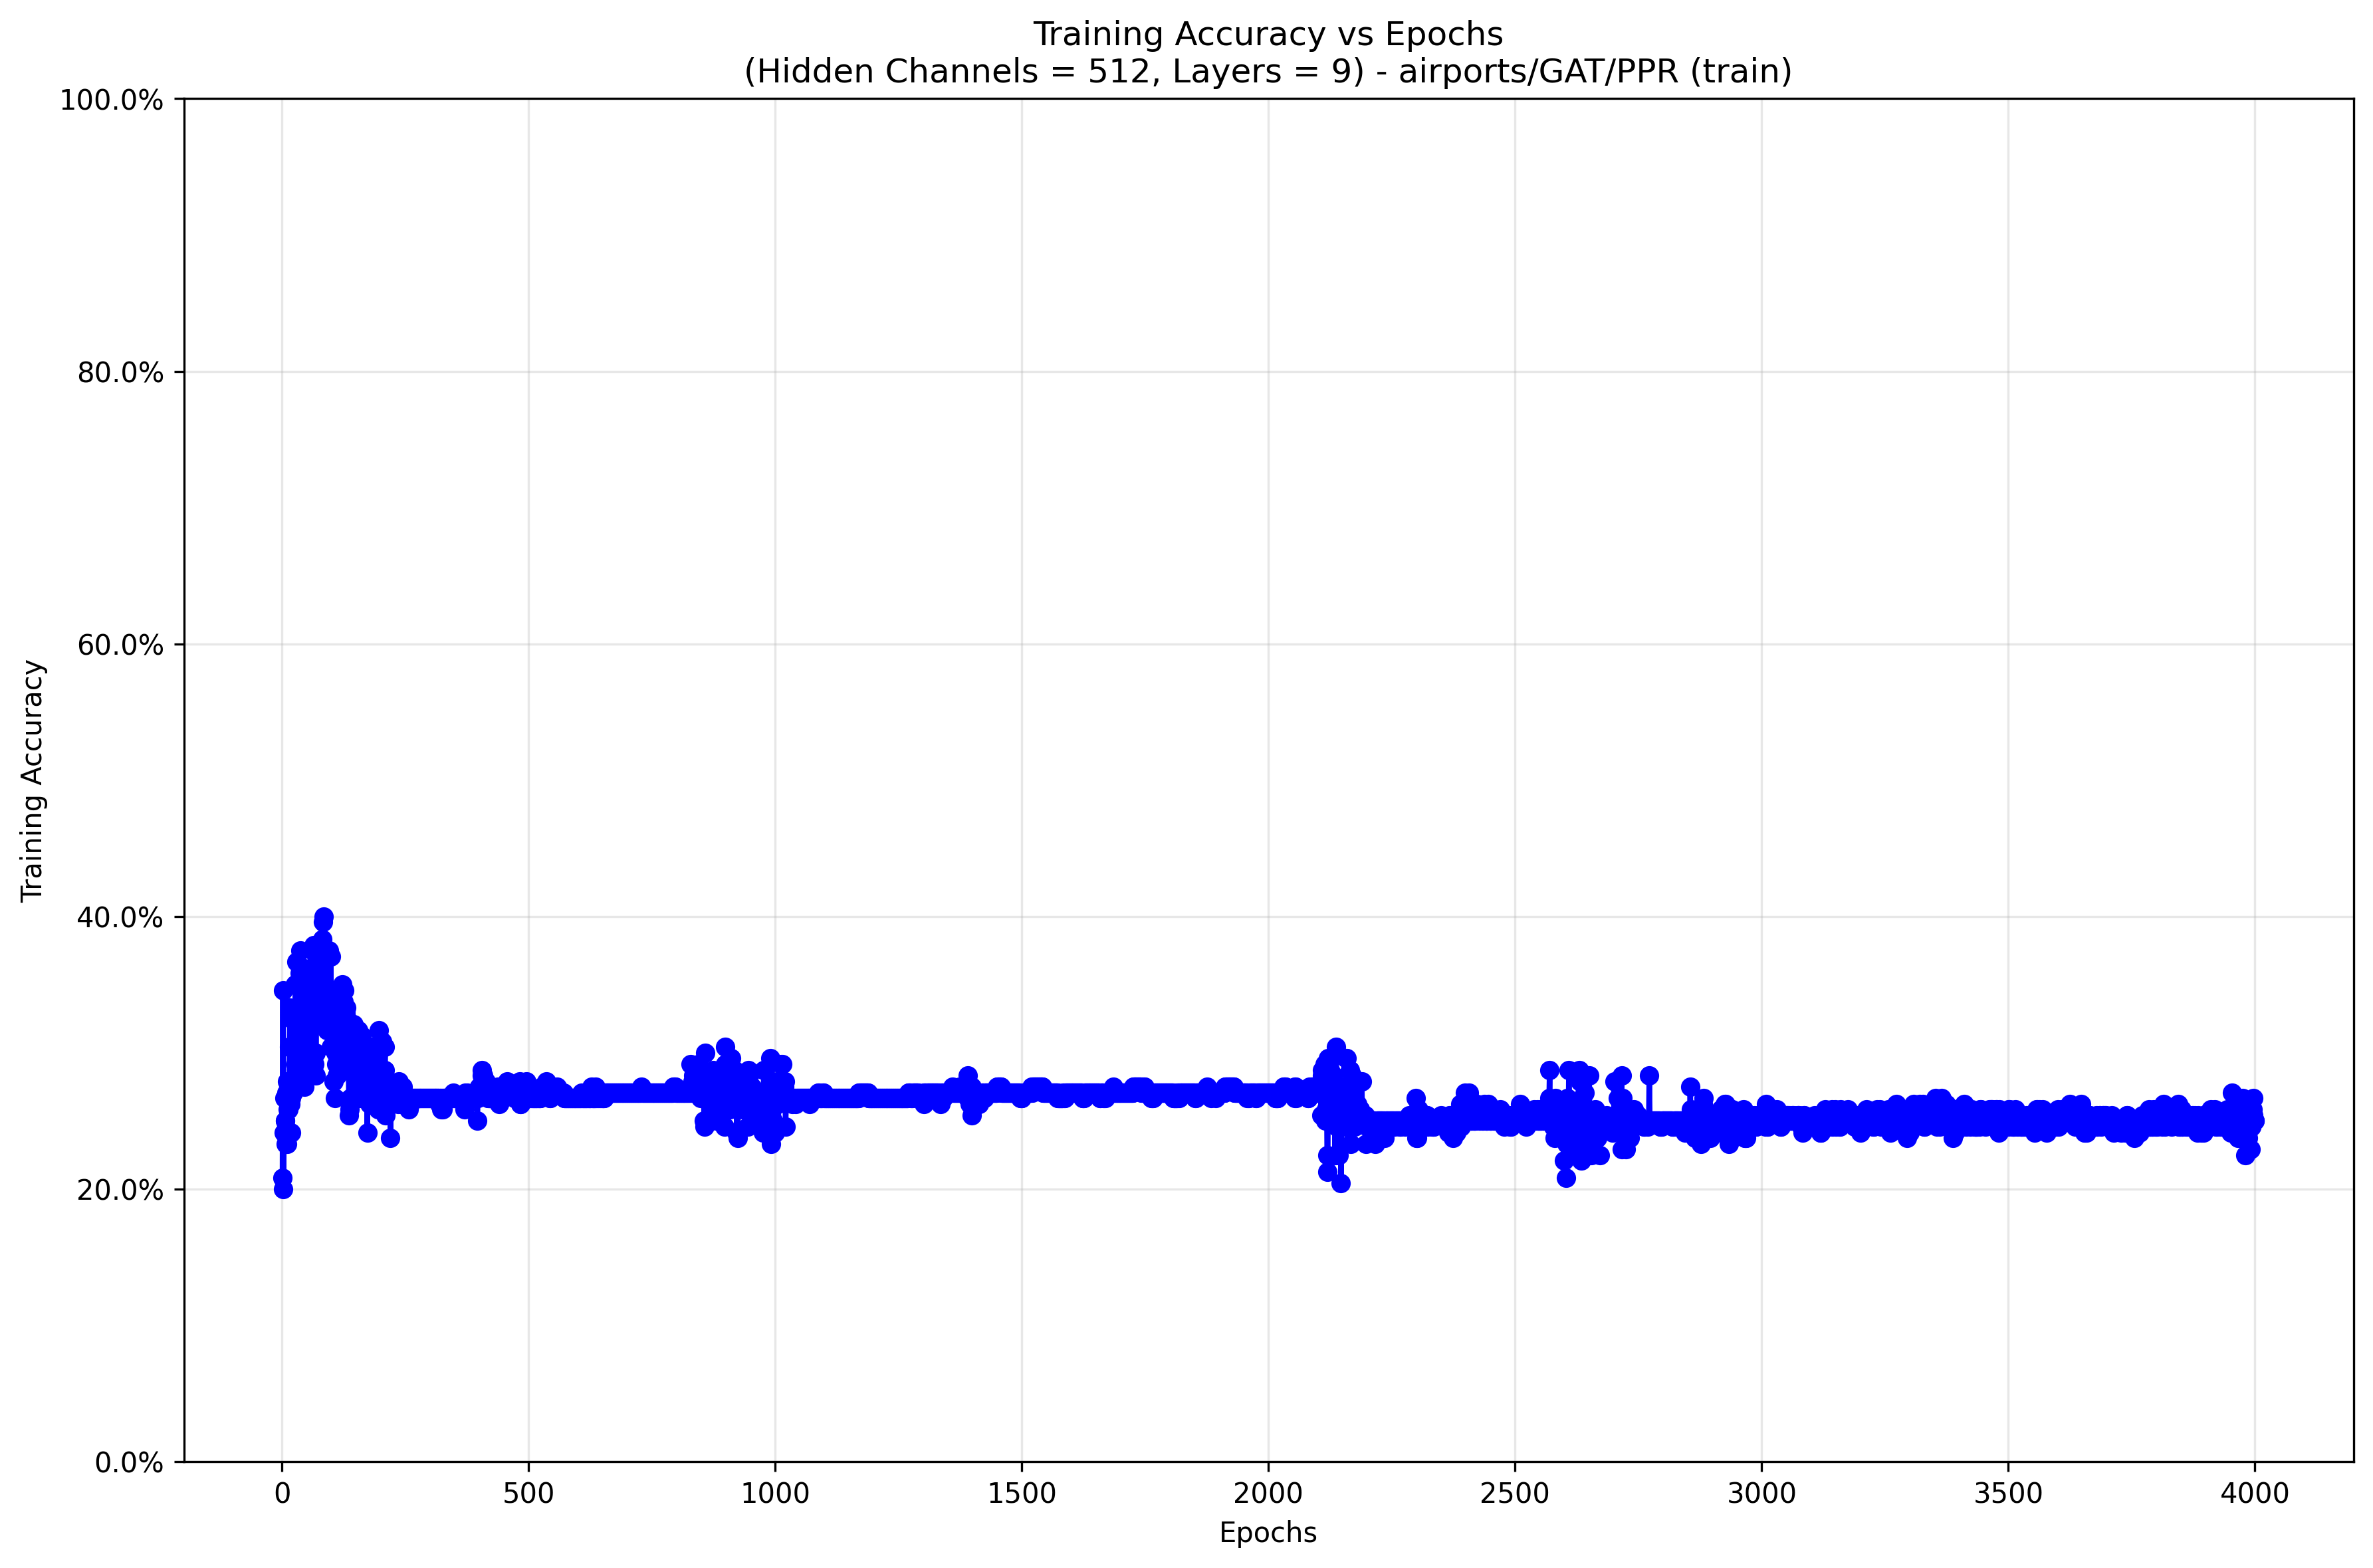 Training Accuracy vs Epochs
(Hidden Channels = 512, Layers = 9) - airports/GAT/PPR (train)
100.0%
80.0%
60.0%
40.0%
20.0%
0.0%
Training Accuracy
0 500 1000 1500 2000 2500 3000 3500 4000
Epochs